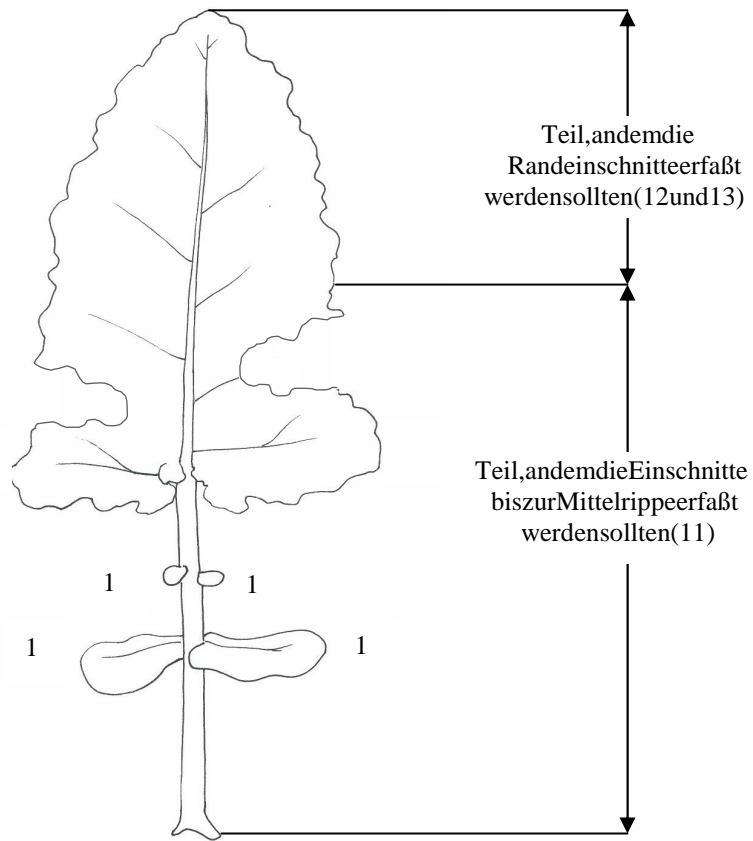 Teil,andemdie
Randeinschnitteerfaßt
werdensollten(12und13)
Teil,andemdieEinschnitte
biszurMittelrippeerfaßt
werdensollten(11)
1 1
1 1